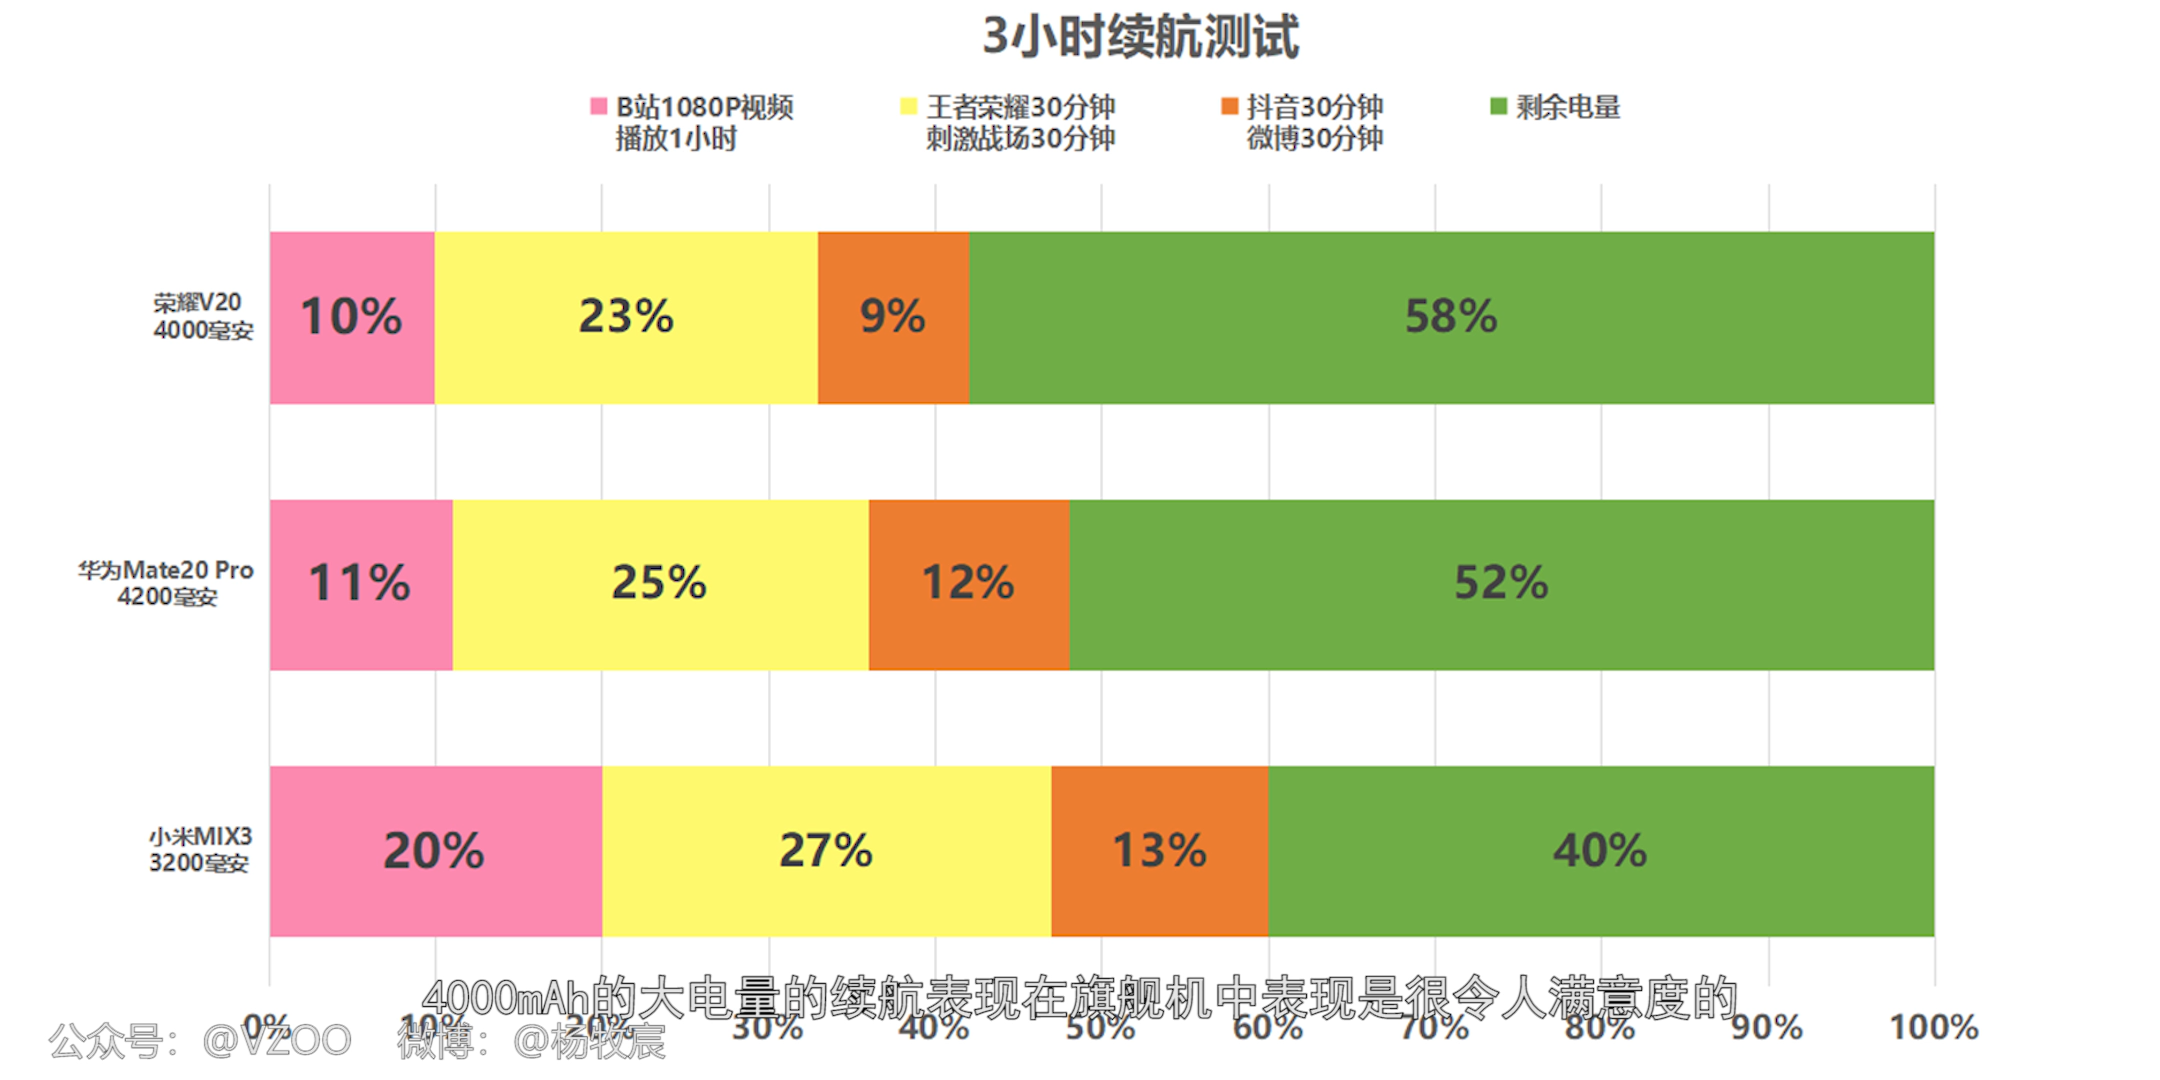 3小时续航测试
B站1080P视频
播放1小时
王者荣耀30分钟
刺激战场30分钟
抖音30分钟
微博30分钟
剩余电量
荣耀V20
4000毫安
10%
23%
9%
58%
华为Mate20 Pro
4200毫安
11%
25%
12%
52%
小米MIX3
3200毫安
20%
27%
13%
40%
4000mAh的大电量的续航表现在旗舰机中表现是很令人满意度的
0%
10%
20%
30%
40%
50%
60%
70%
80%
90%
100%
公众号：@VZOO 微博：@杨牧宸